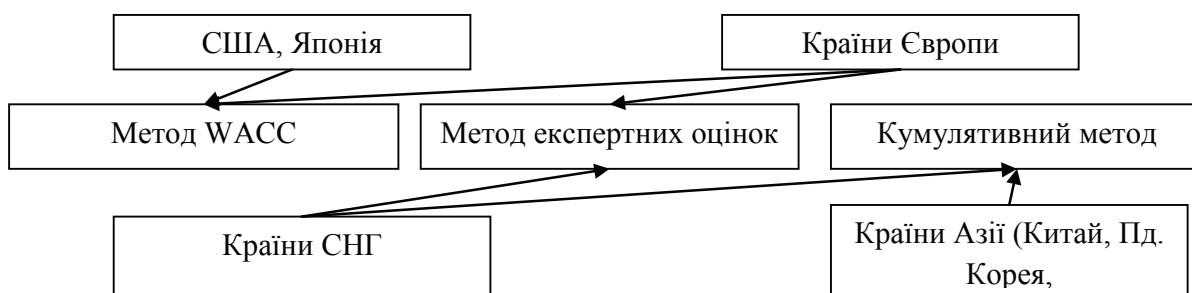 США, Японія
Країни Європи
Метод WACC
Метод експертних оцінок
Кумулятивний метод
Країни СНГ
Країни Азії (Китай, Пд.
Корея,